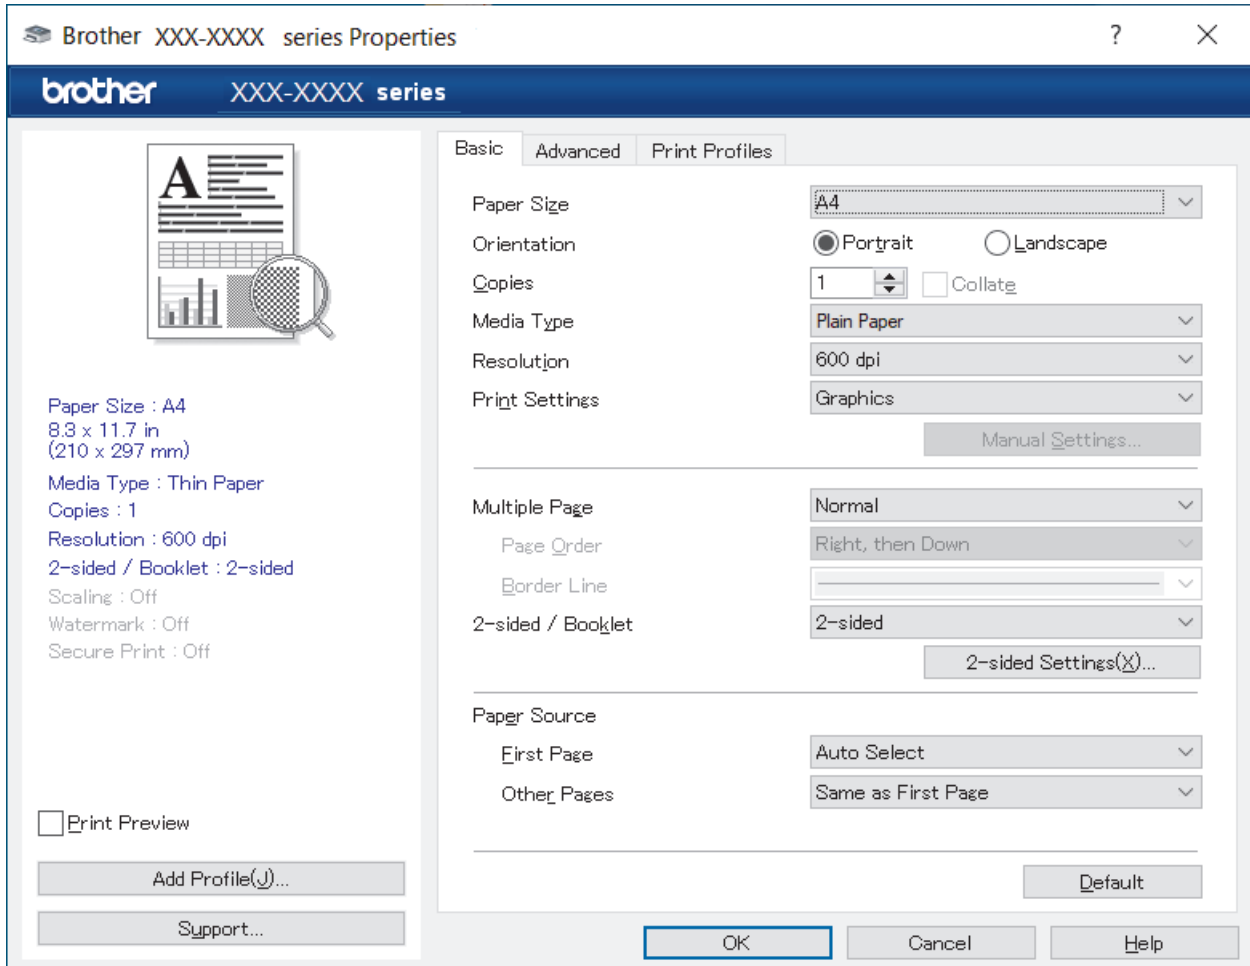 Brother XXX-XXXX series Properties
?
brother XXX-XXXX series
A
Paper Size : A4
8.3 x 11.7 in
(210 x 297 mm)
Media Type : Thin Paper
Copies : 1
Resolution : 600 dpi
2-sided / Booklet : 2-sided
Scaling : Off
Watermark : Off
Secure Print : Off
Print Preview
Add Profile(J)...
Support...
Basic Advanced Print Profiles
Paper Size A4
Orientation Portrait Landscape
Copies 1 Collate
Media Type Plain Paper
Resolution 600 dpi
Print Settings Graphics
Manual Settings...
Multiple Page Normal
Page Order Right, then Down
Border Line
2-sided / Booklet 2-sided
2-sided Settings(X)...
Paper Source
First Page Auto Select
Other Pages Same as First Page
Default
OK Cancel Help